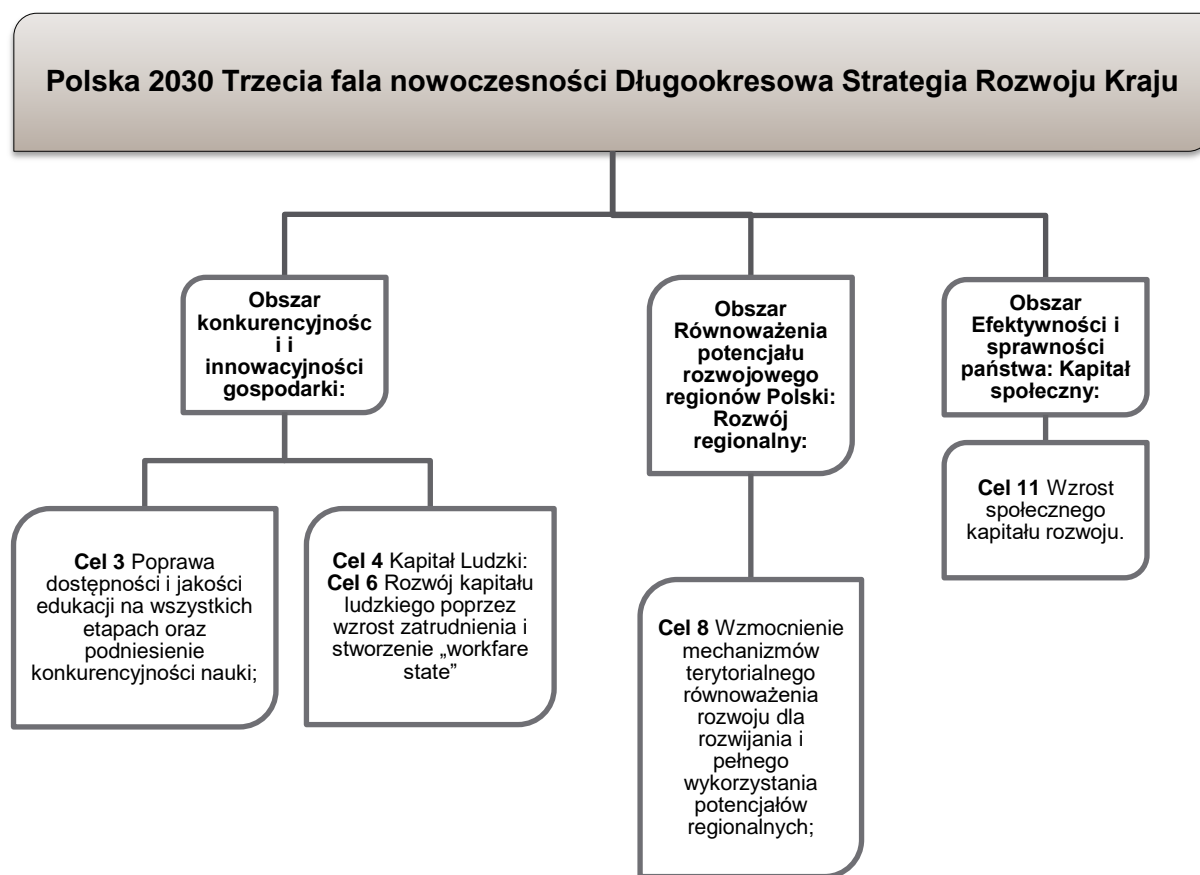 Polska 2030 Trzecia fala nowoczesności Długookresowa Strategia Rozwoju Kraju
Obszar
konkurencyjnośc
i i
innowacyjności
gospodarki:
Cel 3 Poprawa
dostępności i jakości
edukacji na wszystkich
etapach oraz
podniesienie
konkurencyjności nauki;
Cel 4 Kapitał Ludzki:
Cel 6 Rozwój kapitału
ludzkiego poprzez
wzrost zatrudnienia i
stworzenie „workfare
state”
Obszar
Równoważenia
potencjału
rozwojowego
regionów Polski:
Rozwój
regionalny:
Cel 8 Wzmocnienie
mechanizmów
terytorialnego
równoważenia
rozwoju dla
rozwijania i
pełnego
wykorzystania
potencjałów
regionalnych;
Obszar
Efektywności i
sprawności
państwa: Kapitał
społeczny:
Cel 11 Wzrost
społecznego
kapitału rozwoju.